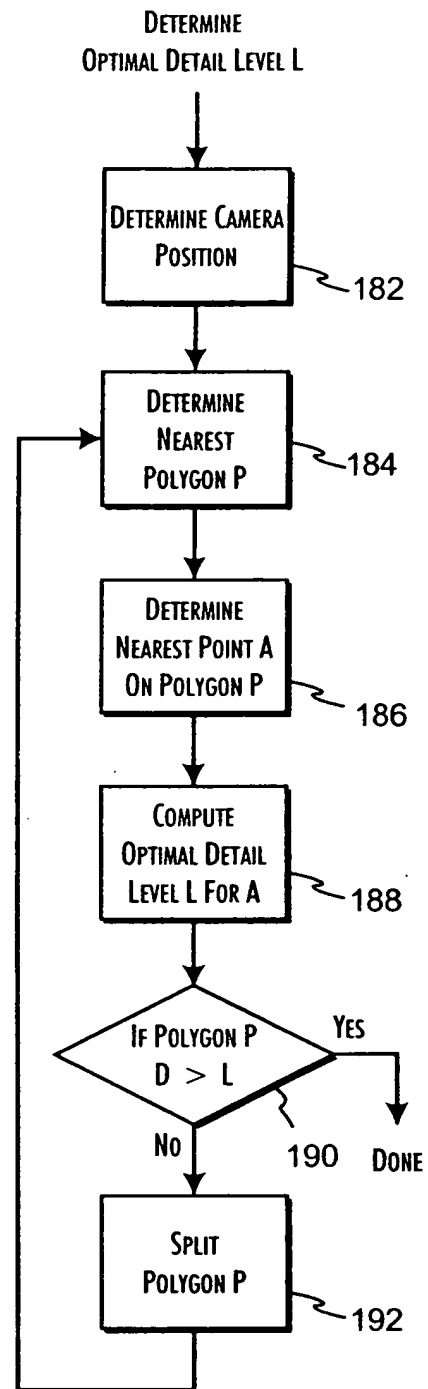 DETERMINE
OPTIMAL DETAIL LEVEL L
DETERMINE CAMERA
POSITION
182
DETERMINE
NEAREST
POLYGON P
184
DETERMINE
NEAREST POINT A
ON POLYGON P
186
COMPUTE
OPTIMAL DETAIL
LEVEL L FOR A
188
IF POLYGON P
D > L
YES
190
DONE
NO
SPLIT
POLYGON P
192